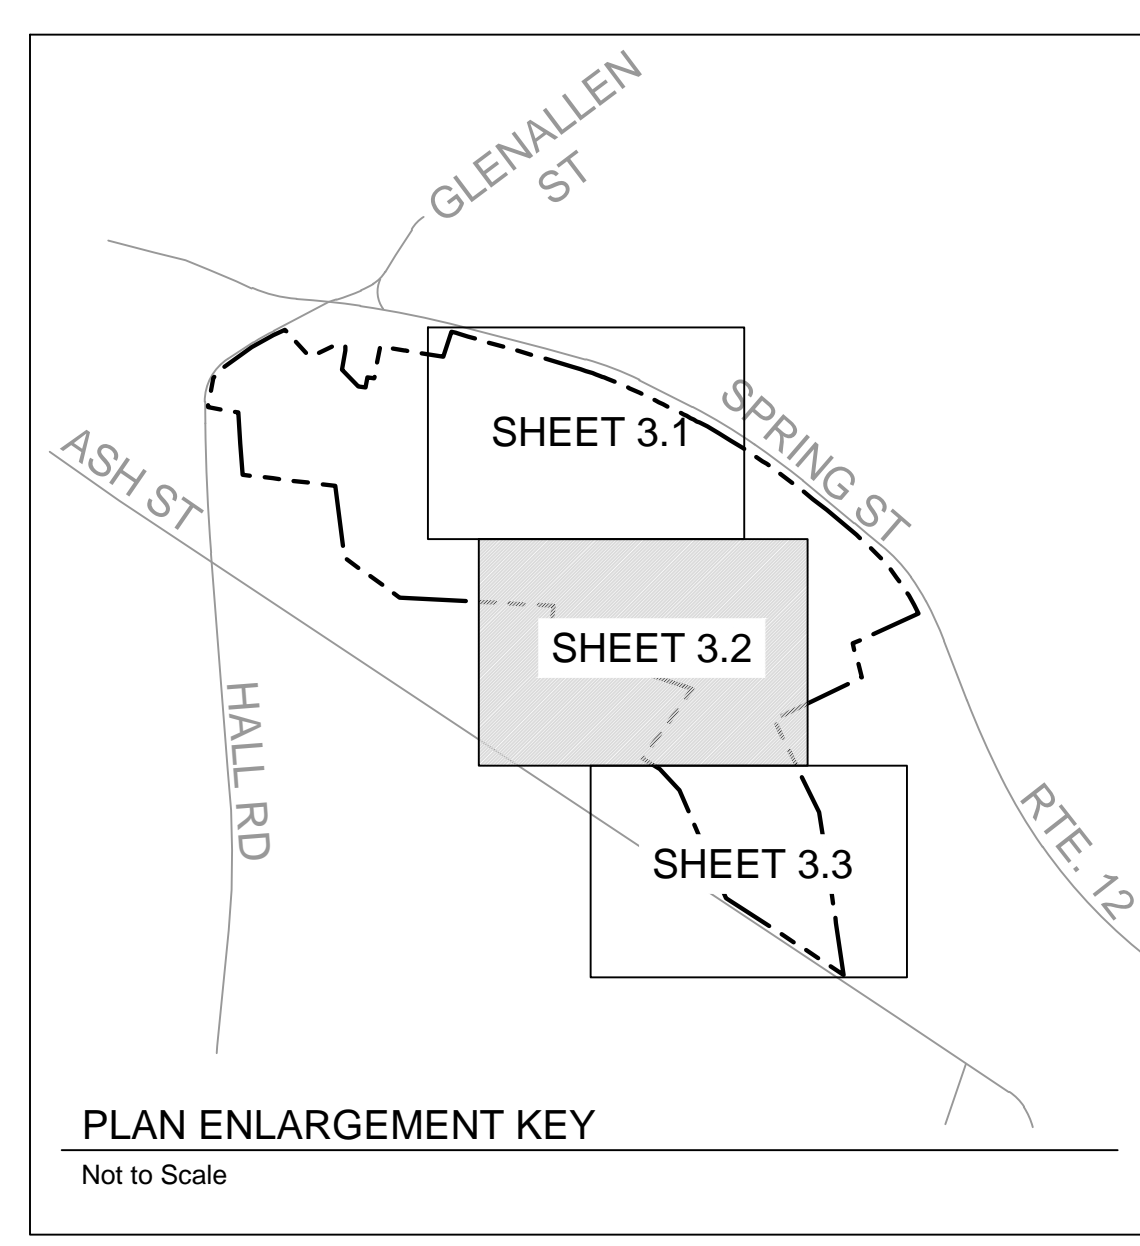 GLENALLEN
ST
SPRING ST
SHEET 3.1
ASH ST
SHEET 3.2
HALL RD
RTE. 12
SHEET 3.3
PLAN ENLARGEMENT KEY
Not to Scale